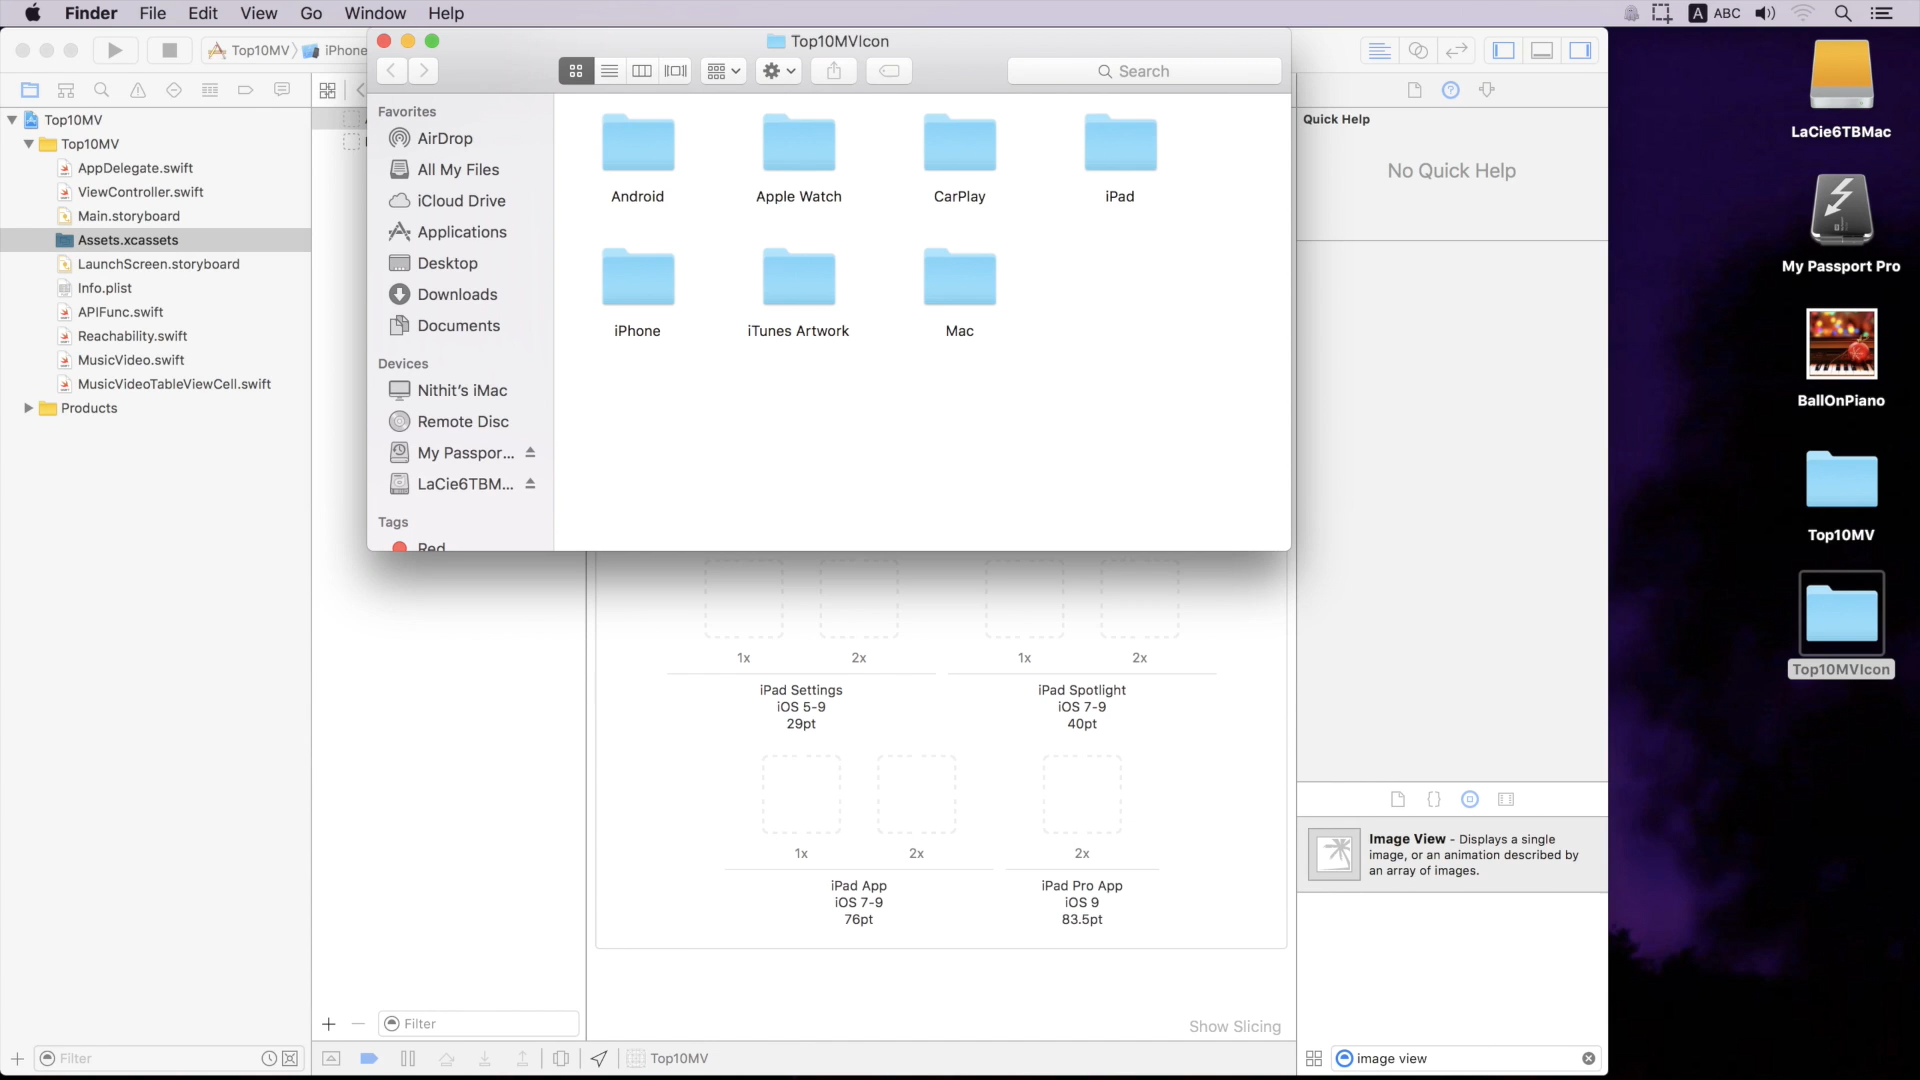 Finder File Edit View Go Window Help
ABC
Top10MV
iPhone
Top10MVIcon
Search
Top10MV
Top10MV
AppDelegate.swift
ViewController.swift
Main.storyboard
Assets.xcassets
LaunchScreen.storyboard
Info.plist
APIFunc.swift
Reachability.swift
MusicVideo.swift
MusicVideoTableViewCell.swift
Products
Favorites
AirDrop
All My Files
iCloud Drive
Applications
Desktop
Downloads
Documents
Devices
Nithit's iMac
Remote Disc
My Passpor...
LaCie6TBM...
Tags
Red
Android
Apple Watch
CarPlay
iPad
iPhone
iTunes Artwork
Mac
1x
2x
1x
2x
iPad Settings
iOS 5-9
29pt
iPad Spotlight
iOS 7-9
40pt
1x
2x
2x
iPad App
iOS 7-9
76pt
iPad Pro App
iOS 9
83.5pt
Show Slicing
Filter
Filter
Top10MV
Quick Help
No Quick Help
Image View - Displays a single
image, or an animation described by
an array of images.
image view
LaCie6TBMac
My Passport Pro
BallOnPiano
Top10MV
Top10MVIcon